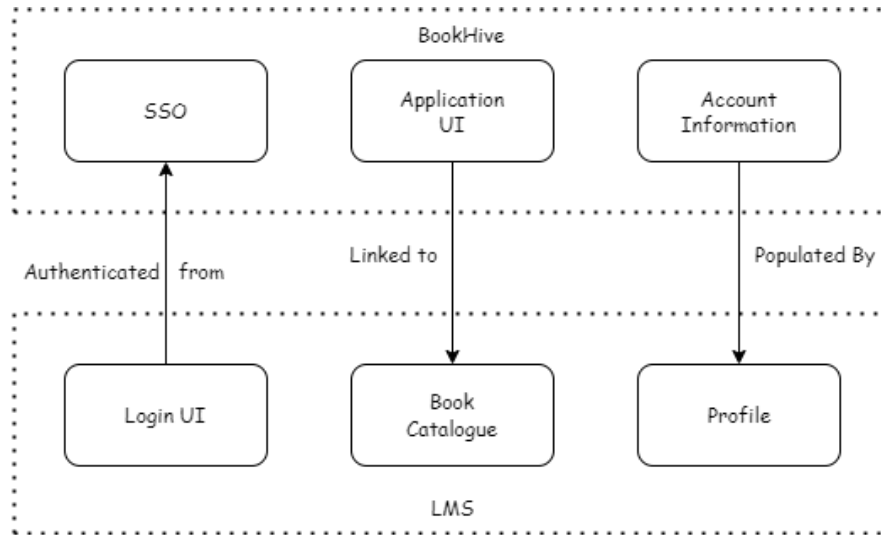 BookHive
SSO
Application
UI
Account
Information
Authenticated from
Linked to
Populated By
Login UI
Book
Catalogue
Profile
LMS